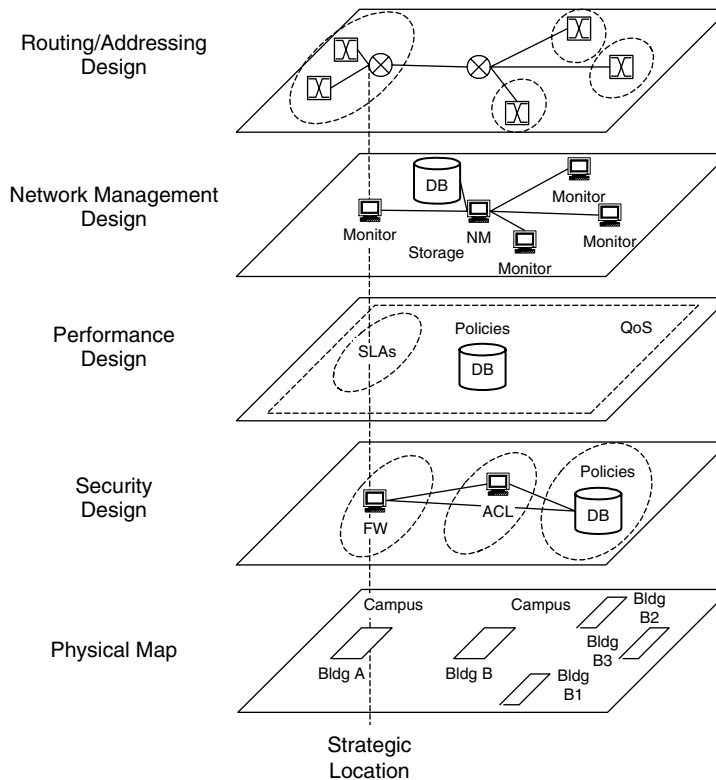 Routing/Addressing
Design
Network Management
Design
DB
Monitor
Monitor
NM
Monitor
Storage
Monitor
Performance
Design
Policies
QoS
SLAs
DB
Security
Design
Policies
FW
ACL
DB
Physical Map
Campus
Campus
Bldg
B2
Bldg A
Bldg B
Bldg
B3
Bldg
B1
Strategic
Location